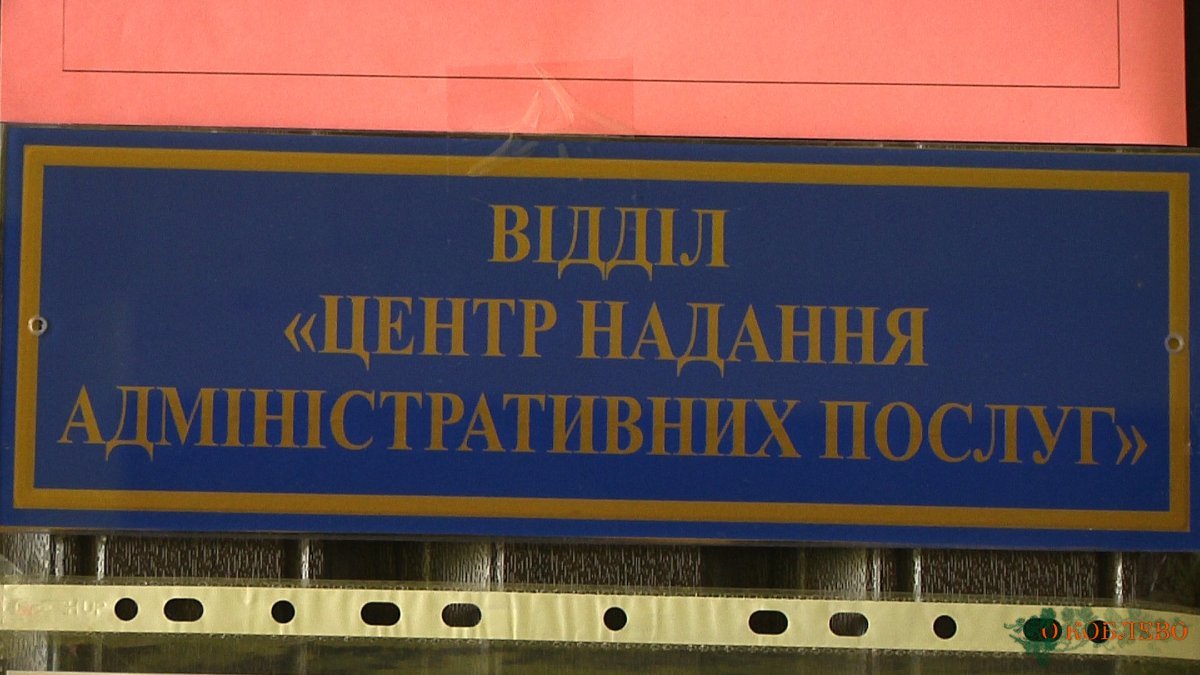 ВІДДІЛ
«ЦЕНТР НАДАННЯ
АДМІНІСТРАТИВНИХ ПОСЛУГ»
О КОБЛЕВО